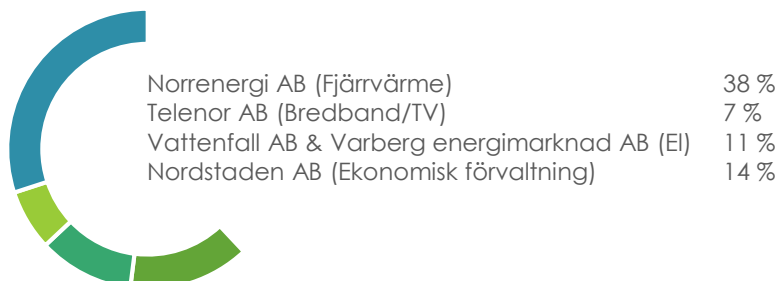 Norrenergi AB (Fjärrvärme) 38 %
Telenor AB (Bredband/TV) 7 %
Vattenfall AB & Varberg energimarknad AB (El) 11 %
Nordstaden AB (Ekonomisk förvaltning) 14 %